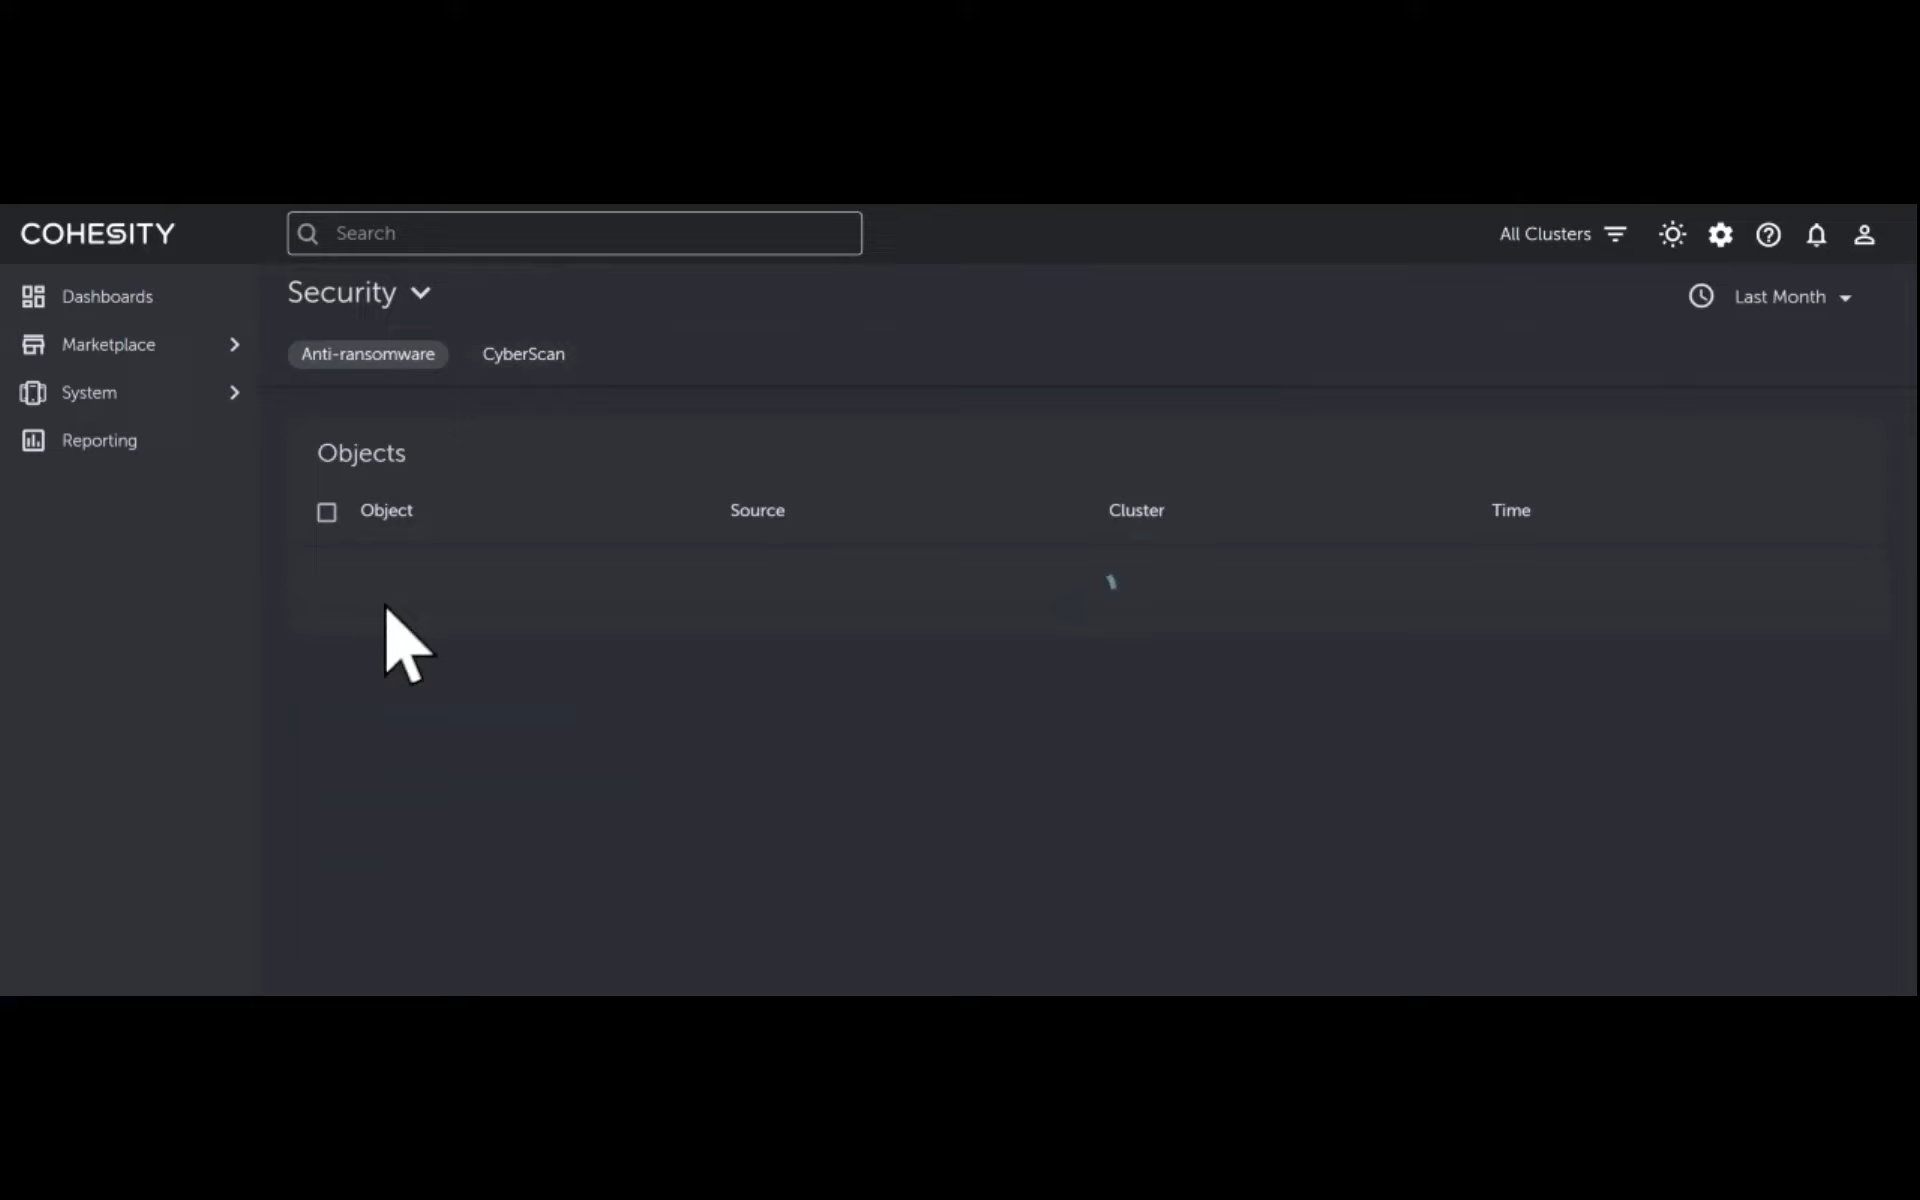 COHESITY
Search
All Clusters
Dashboards
Marketplace
System
Reporting
Security
Last Month
Anti-ransomware
CyberScan
Objects
Object Source Cluster Time